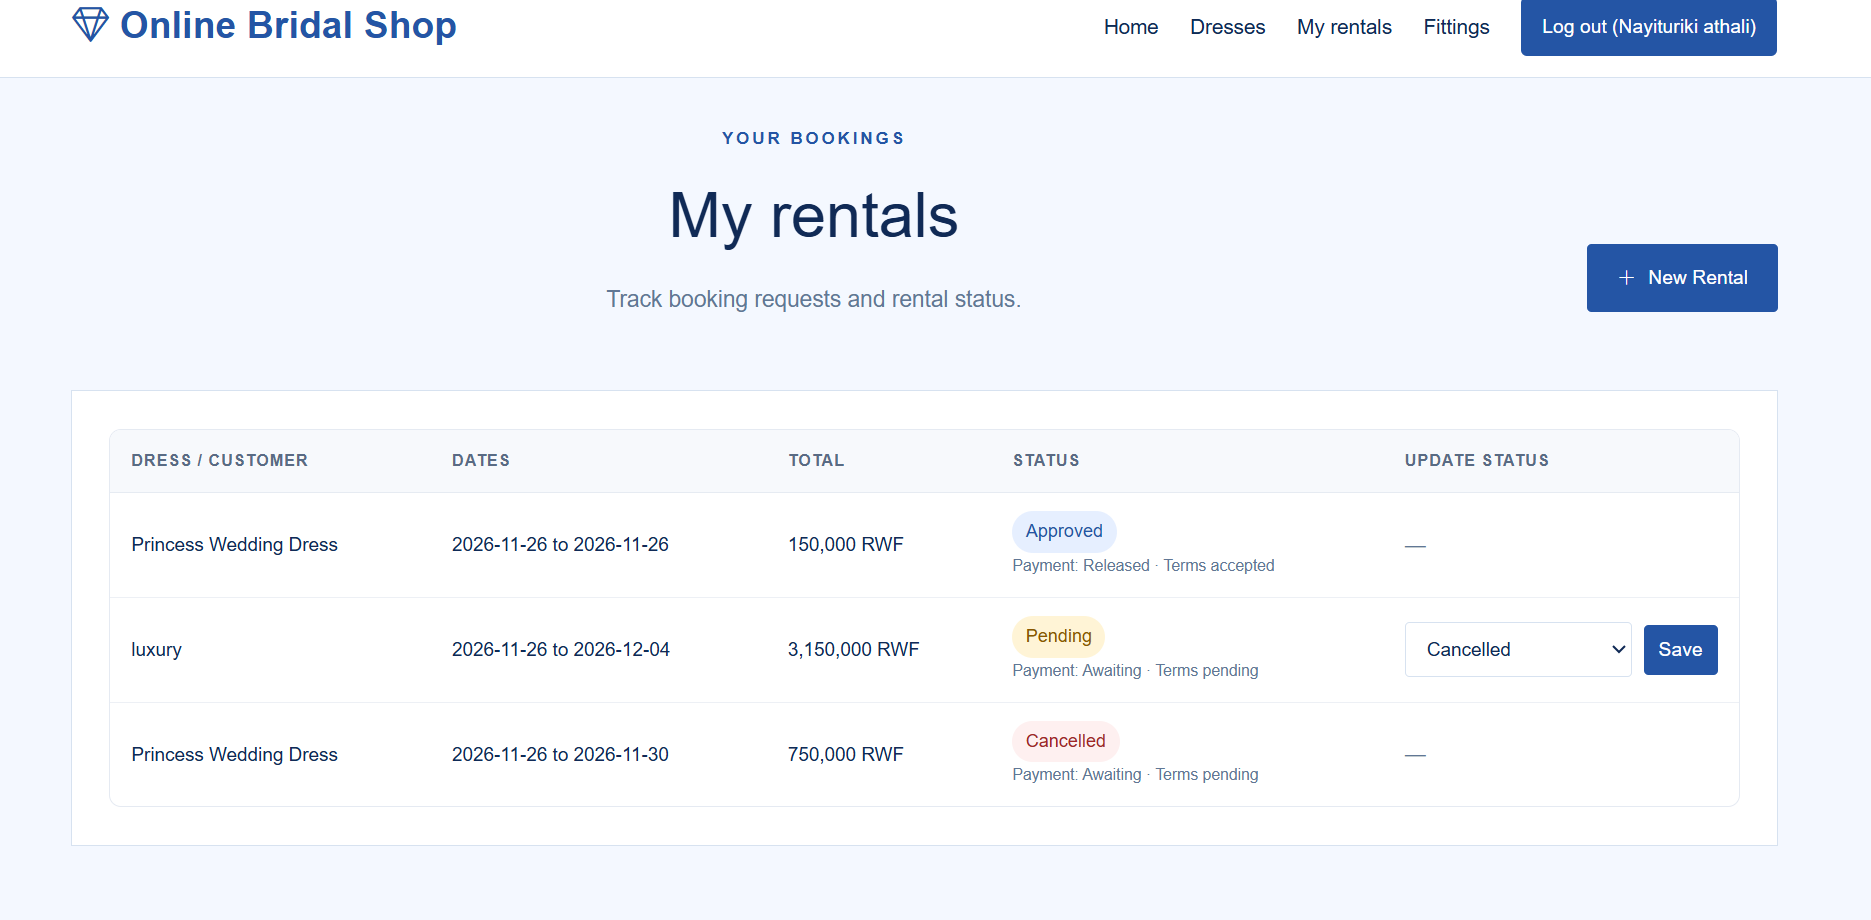 Online Bridal Shop
Home Dresses My rentals Fittings Log out (Nayituriki athali)
YOUR BOOKINGS
My rentals
Track booking requests and rental status.
+ New Rental
DRESS / CUSTOMER DATES TOTAL STATUS UPDATE STATUS
Princess Wedding Dress 2026-11-26 to 2026-11-26 150,000 RWF Approved —
Payment: Released · Terms accepted
luxury 2026-11-26 to 2026-12-04 3,150,000 RWF Pending Cancelled Save
Payment: Awaiting · Terms pending
Princess Wedding Dress 2026-11-26 to 2026-11-30 750,000 RWF Cancelled —
Payment: Awaiting · Terms pending